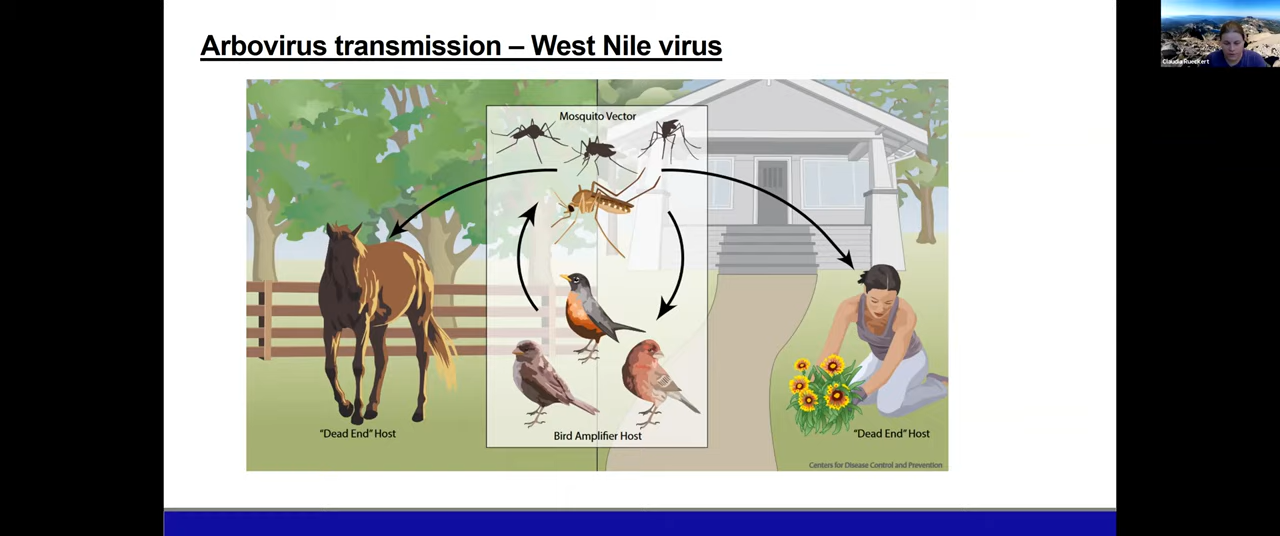 Arbovirus transmission – West Nile virus
Claudia Rueckert
Mosquito Vector
"Dead End" Host
Bird Amplifier Host
"Dead End" Host
Centers for Disease Control and Prevention